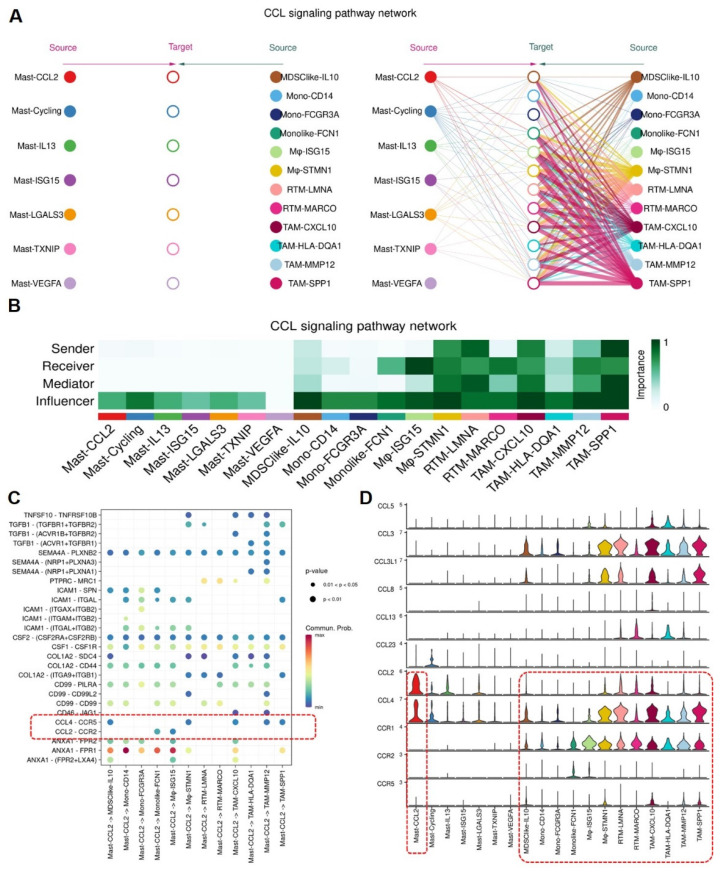 A
CCL signaling pathway network
Source Target Source
Mast-CCL2 MDSClike-IL10
Mono-CD14
Mast-Cycling Mono-FCGR3A
Monolike-FCN1
Mast-IL13
Mφ-ISG15
Mast-ISG15 Mφ-STMN1
RTM-LMNA
Mast-LGALS3 RTM-MARCO
TAM-CXCL10
Mast-TXNIP TAM-HLA-DQA1
TAM-MMP12
Mast-VEGFA TAM-SPP1
Source Target Source
Mast-CCL2 MDSClike-IL10
Mono-CD14
Mast-Cycling Mono-FCGR3A
Monolike-FCN1
Mast-IL13
Mφ-ISG15
Mast-ISG15 Mφ-STMN1
RTM-LMNA
Mast-LGALS3 RTM-MARCO
TAM-CXCL10
Mast-TXNIP TAM-HLA-DQA1
TAM-MMP12
Mast-VEGFA TAM-SPP1
B
CCL signaling pathway network
Sender
Receiver
Mediator
Influencer
1
0
Importance
Mast-CCL2
Mast-Cycling
Mast-IL13
Mast-ISG15
Mast-LGALS3
Mast-TXNIP
Mast-VEGFA
MDSClike-IL10
Mono-CD14
Mono-FCGR3A
Monolike-FCN1
Mφ-ISG15
Mφ-STMN1
RTM-LMNA
RTM-MARCO
TAM-CXCL10
TAM-HLA-DQA1
TAM-MMP12
TAM-SPP1
C
TNFSF10 - TNFRSF10B
TGFB1 - (TGFBR1+TGFBR2)
TGFB1 - (ACVR1B+TGFBR2)
TGFB1 - (ACVR1+TGFBR1)
SEMA4A - PLXNB2
SEMA4A - (NRP1+PLXNA3)
SEMA4A - (NRP1+PLXNA1)
PTPRC - MRC1
ICAM1 - SPN
ICAM1 - ITGAL
ICAM1 - (ITGAX+ITGB2)
ICAM1 - (ITGAM+ITGB2)
ICAM1 - (ITGAL+ITGB2)
CSF2 - (CSF2RA+CSF2RB)
CSF1 - CSF1R
COL1A2 - SDC4
COL1A2 - CD44
COL1A2 - (ITGA9+ITGB1)
CD99 - PILRA
CD99 - CD99L2
CD99 - CD99
CD46 - JAG1
CCL4 - CCR5
CCL2 - CCR2
ANXA1 - FPR2
ANXA1 - FPR1
ANXA1 - (FPR2+LXA4)
Mast-CCL2 -> MDSClike-IL10
Mast-CCL2 -> Mono-CD14
Mast-CCL2 -> Mono-FCGR3A
Mast-CCL2 -> Monolike-FCN1
Mast-CCL2 -> Mφ-ISG15
Mast-CCL2 -> Mφ-STMN1
Mast-CCL2 -> RTM-LMNA
Mast-CCL2 -> RTM-MARCO
Mast-CCL2 -> TAM-CXCL10
Mast-CCL2 -> TAM-HLA-DQA1
Mast-CCL2 -> TAM-MMP12
Mast-CCL2 -> TAM-SPP1
p-value
0.01 < p < 0.05
p < 0.01
Commun. Prob.
max
min
D
CCL5 5
CCL3 7
CCL3L1 7
CCL8 5
CCL13 6
CCL23 4
CCL2 6
CCL4 7
CCR1 4
CCR2 2
CCR5 3
Mast-CCL2
Mast-Cycling
Mast-IL13
Mast-ISG15
Mast-LGALS3
Mast-TXNIP
Mast-VEGFA
MDSClike-IL10
Mono-CD14
Mono-FCGR3A
Monolike-FCN1
Mφ-ISG15
Mφ-STMN1
RTM-LMNA
RTM-MARCO
TAM-CXCL10
TAM-HLA-DQA1
TAM-MMP12
TAM-SPP1